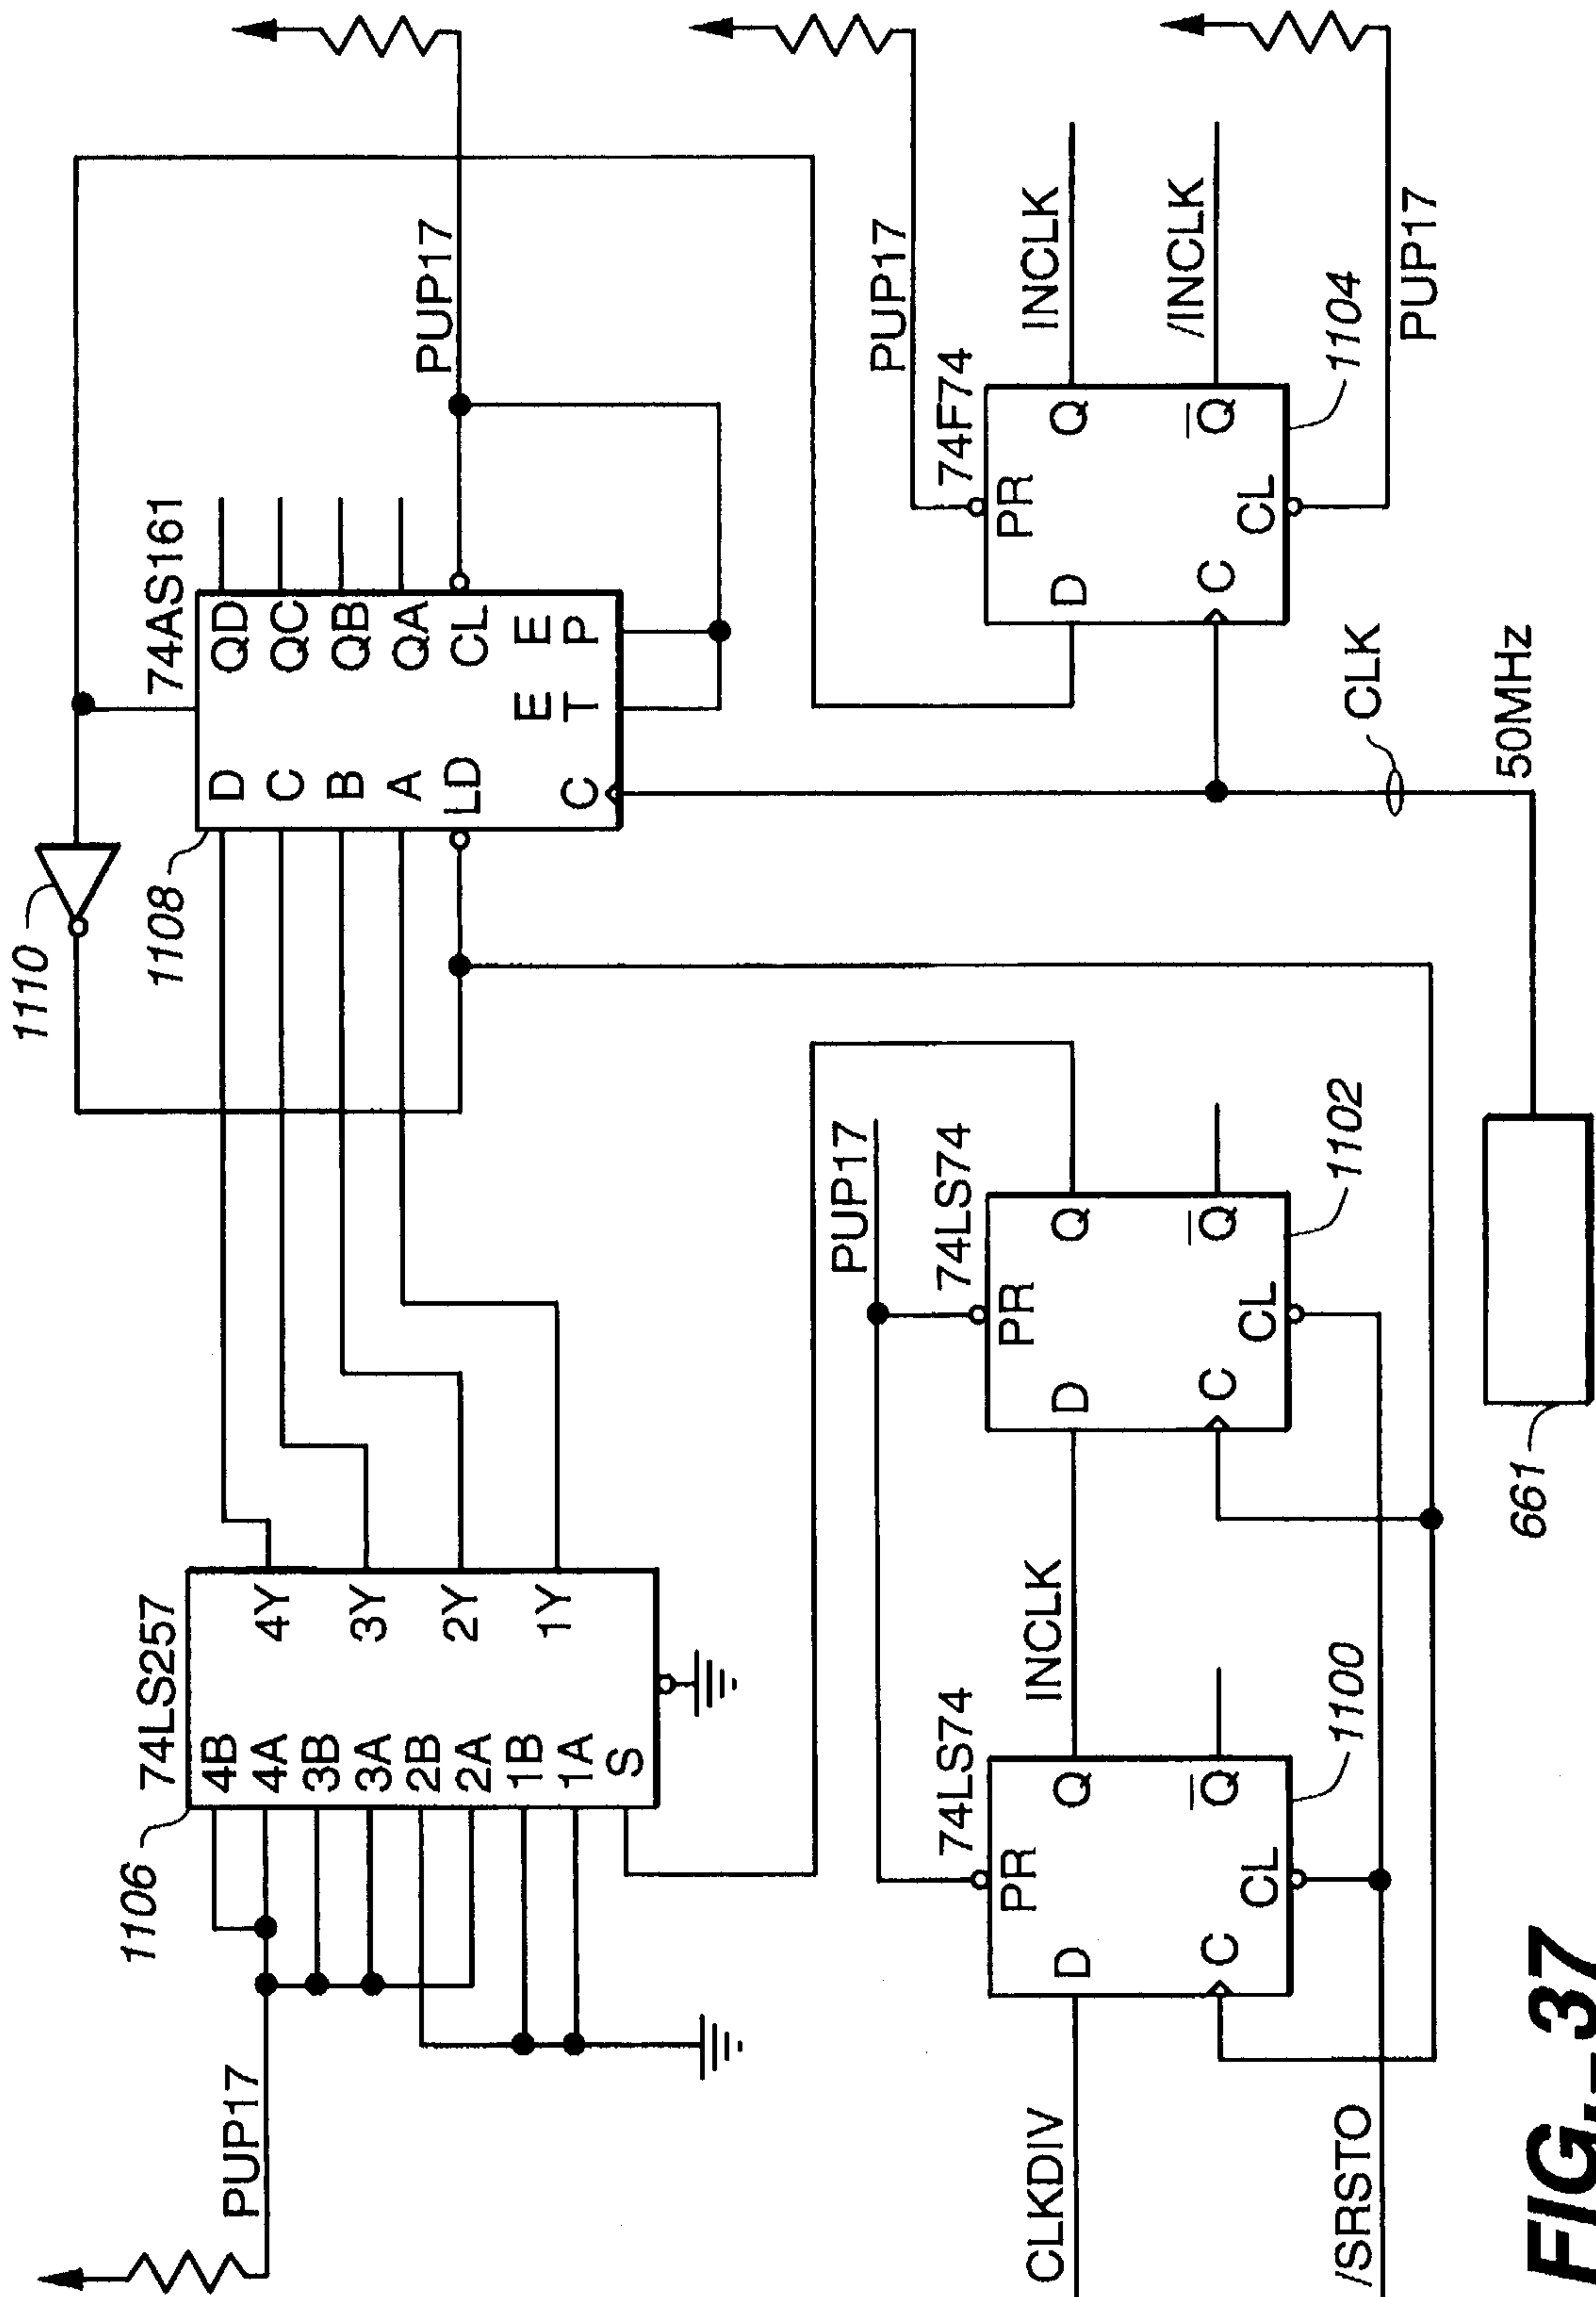 PUP17
1106
74LS257
4B
4A
3B
3A
2B
2A
1B
1A
S
4Y
3Y
2Y
1Y
1110
1108
74AS161
D
C
B
A
LD
C
QD
QC
QB
QA
CL
E
T
E
P
PUP17
CLKDIV
/SRSTO
74LS74
PR
D
Q
Q
C
CL
1100
INCLK
PUP17
74LS74
PR
D
Q
Q
C
CL
1102
PUP17
74F74
PR
D
Q
Q
C
CL
1104
INCLK
/INCLK
PUP17
CLK
50MHz
661
FIG._37